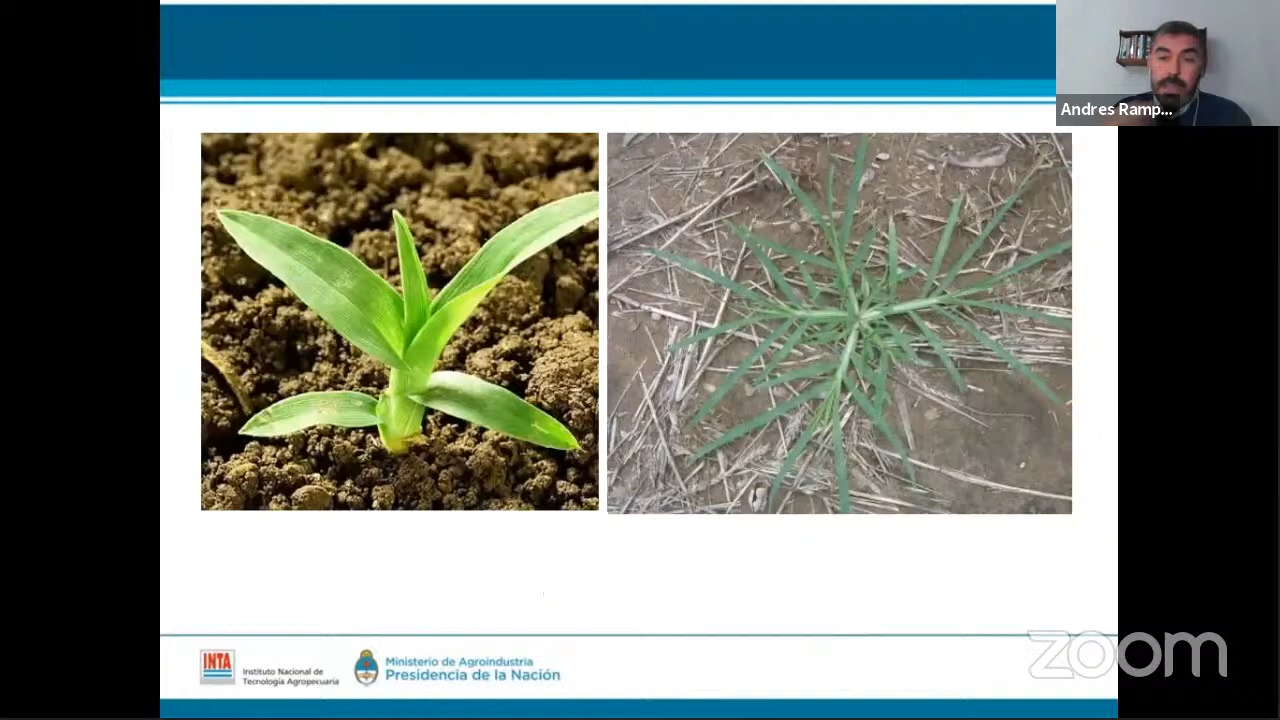 Andres Ramp...
INTA
Instituto Nacional de
Tecnología Agropecuaria
Ministerio de Agroindustria
Presidencia de la Nación
zoom